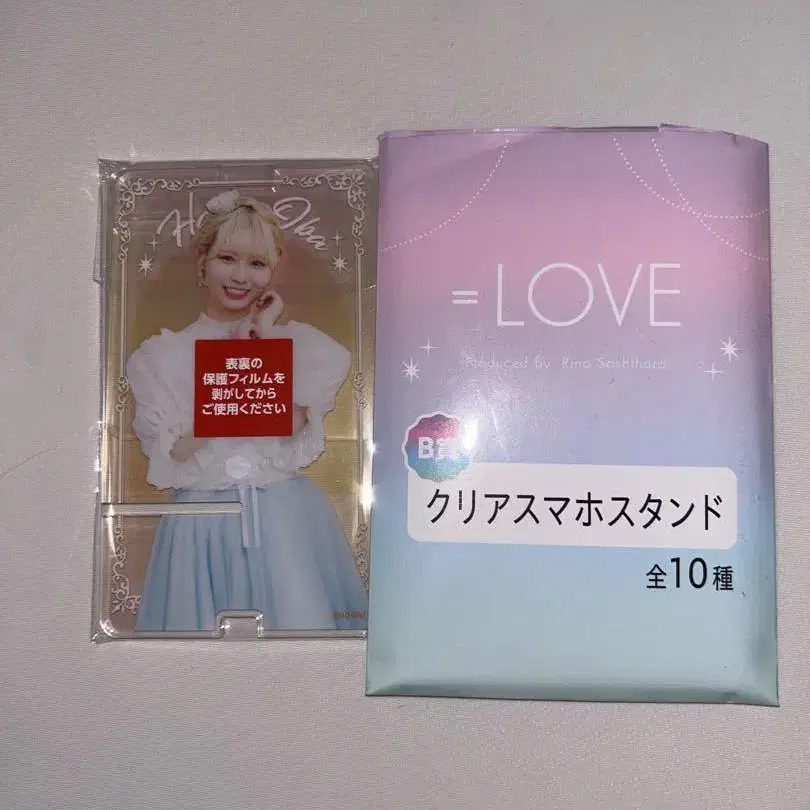 Oba
表裏の
保護フィルムを
剥がしてから
ご使用ください
=LOVE
Produced by Rino Sashihara
B賞
クリアスマホスタンド
全10種